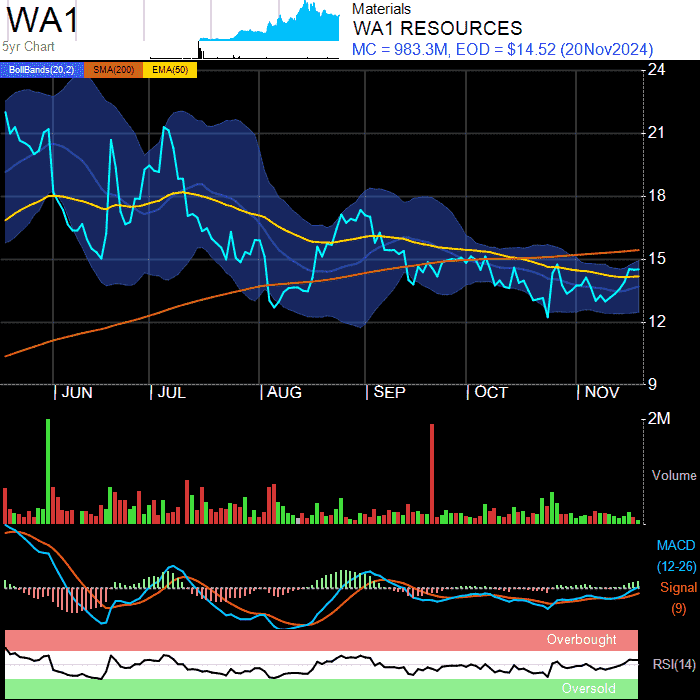 WA1
5yr Chart
Materials
WA1 RESOURCES
MC = 983.3M, EOD = $14.52 (20Nov2024)
BollBands(20,2) SMA(200) EMA(50)
24
21
18
15
12
9
JUN JUL AUG SEP OCT NOV
2M
Volume
MACD
(12-26)
Signal
(9)
Overbought
RSI(14)
Oversold